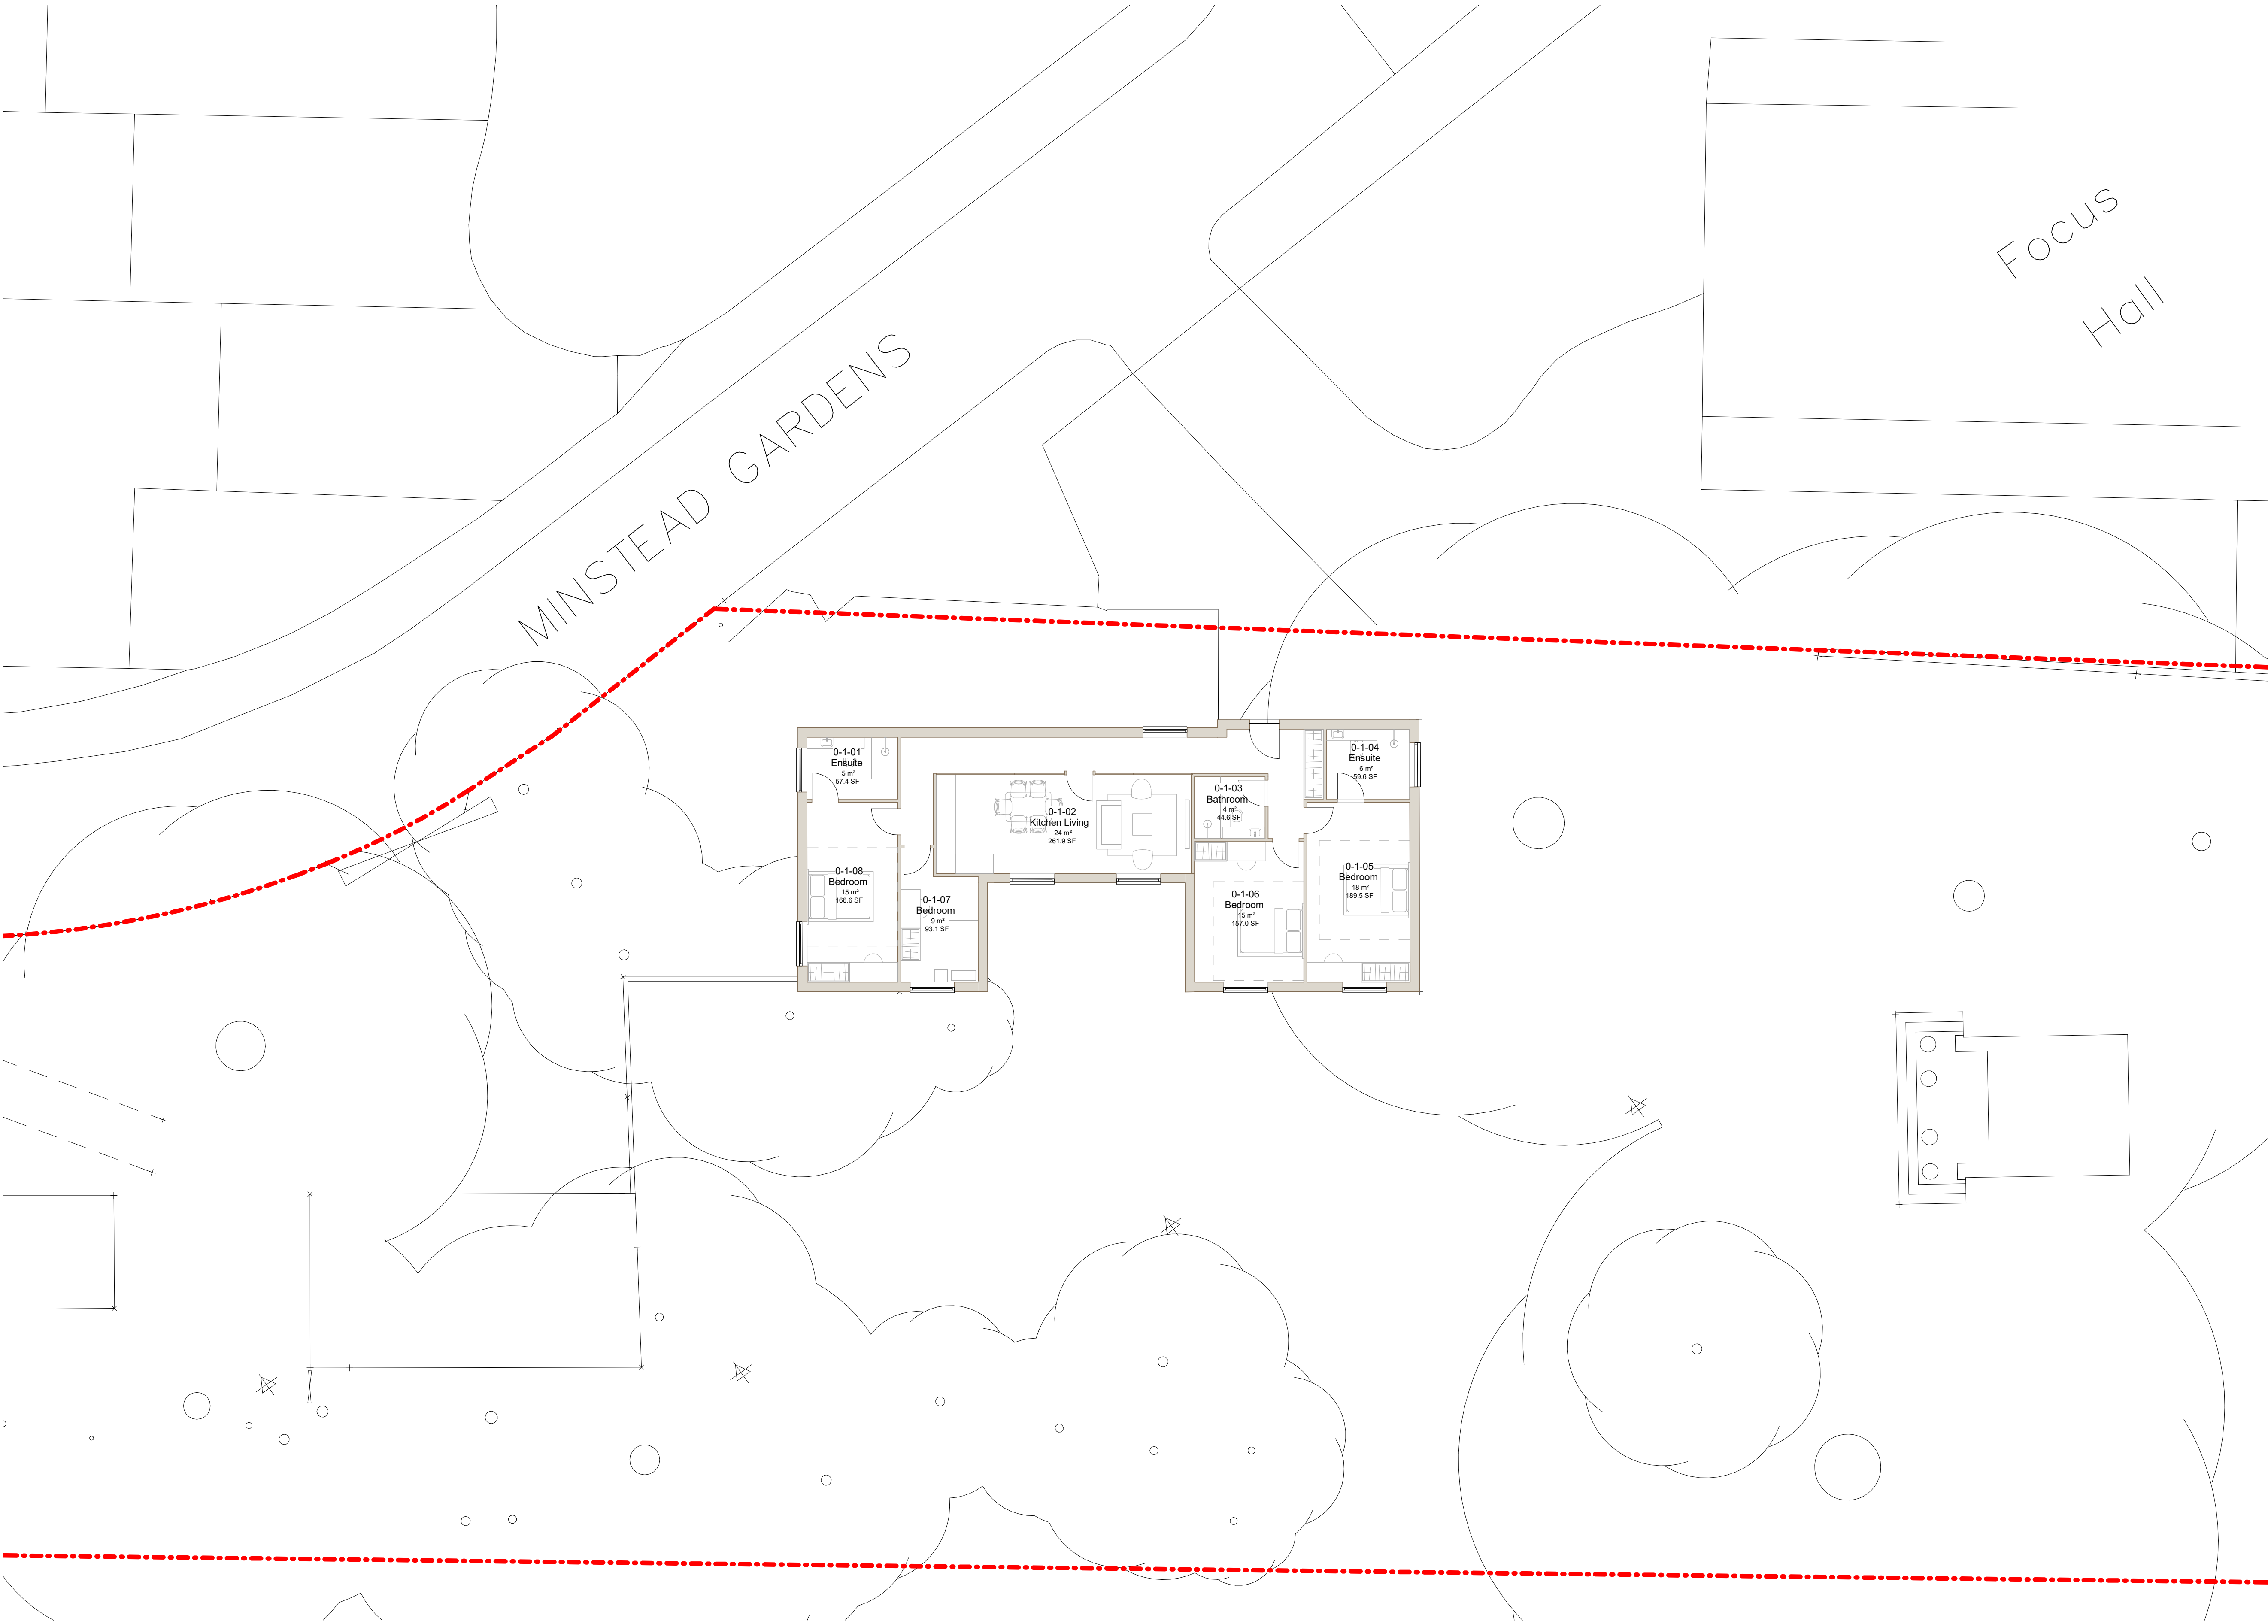 Focus
Hall
MINSTEAD GARDENS
0-1-01
Ensuite
5 m²
57.4 SF
0-1-02
Kitchen Living
24 m²
261.9 SF
0-1-03
Bathroom
4 m²
44.6 SF
0-1-04
Ensuite
6 m²
59.6 SF
0-1-08
Bedroom
15 m²
166.6 SF
0-1-07
Bedroom
9 m²
93.1 SF
0-1-06
Bedroom
15 m²
157.0 SF
0-1-05
Bedroom
18 m²
189.5 SF